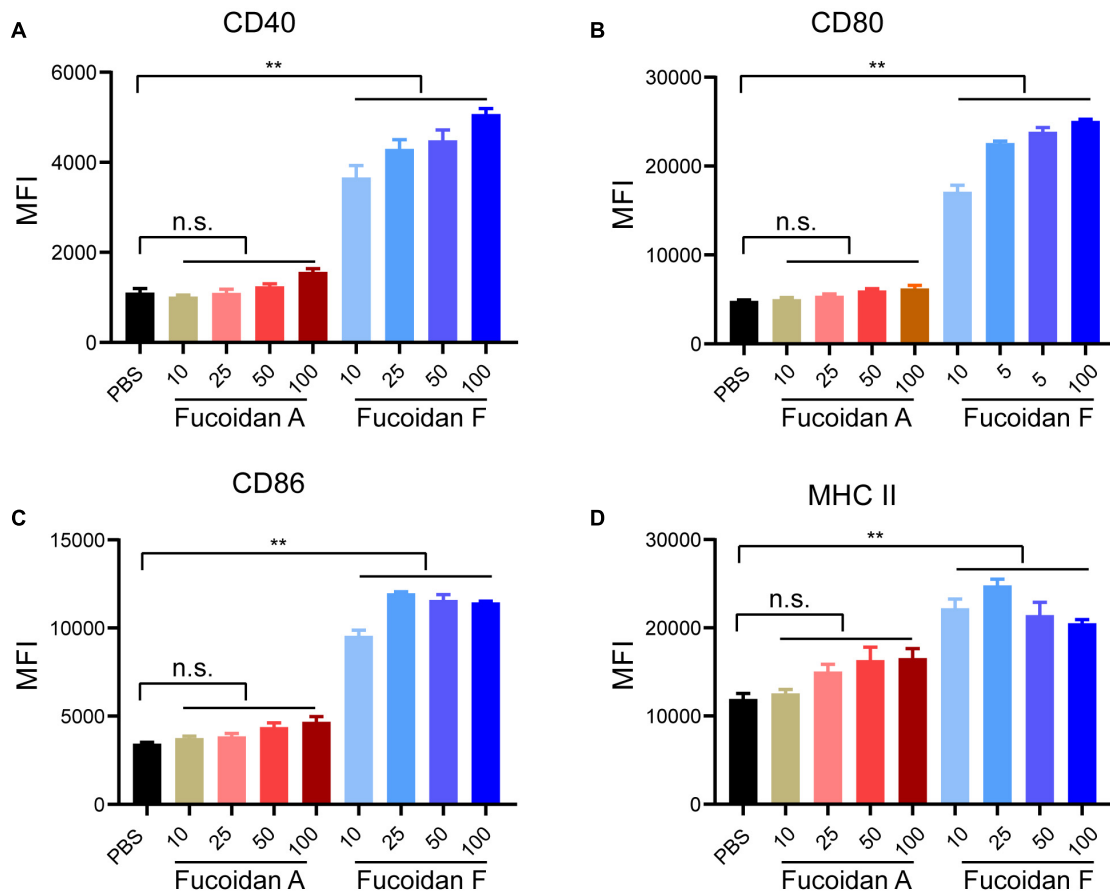 A
CD40
**
6000
4000
2000
0
MFI
n.s.
PBS 10 25 50 100 10 25 50 100
Fucoidan A Fucoidan F
B
CD80
**
30000
20000
10000
0
MFI
n.s.
PBS 10 25 50 100 10 5 5 100
Fucoidan A Fucoidan F
C
CD86
**
15000
10000
5000
0
MFI
n.s.
PBS 10 25 50 100 10 25 50 100
Fucoidan A Fucoidan F
D
MHC II
**
30000
20000
10000
0
MFI
n.s.
PBS 10 25 50 100 10 25 50 100
Fucoidan A Fucoidan F